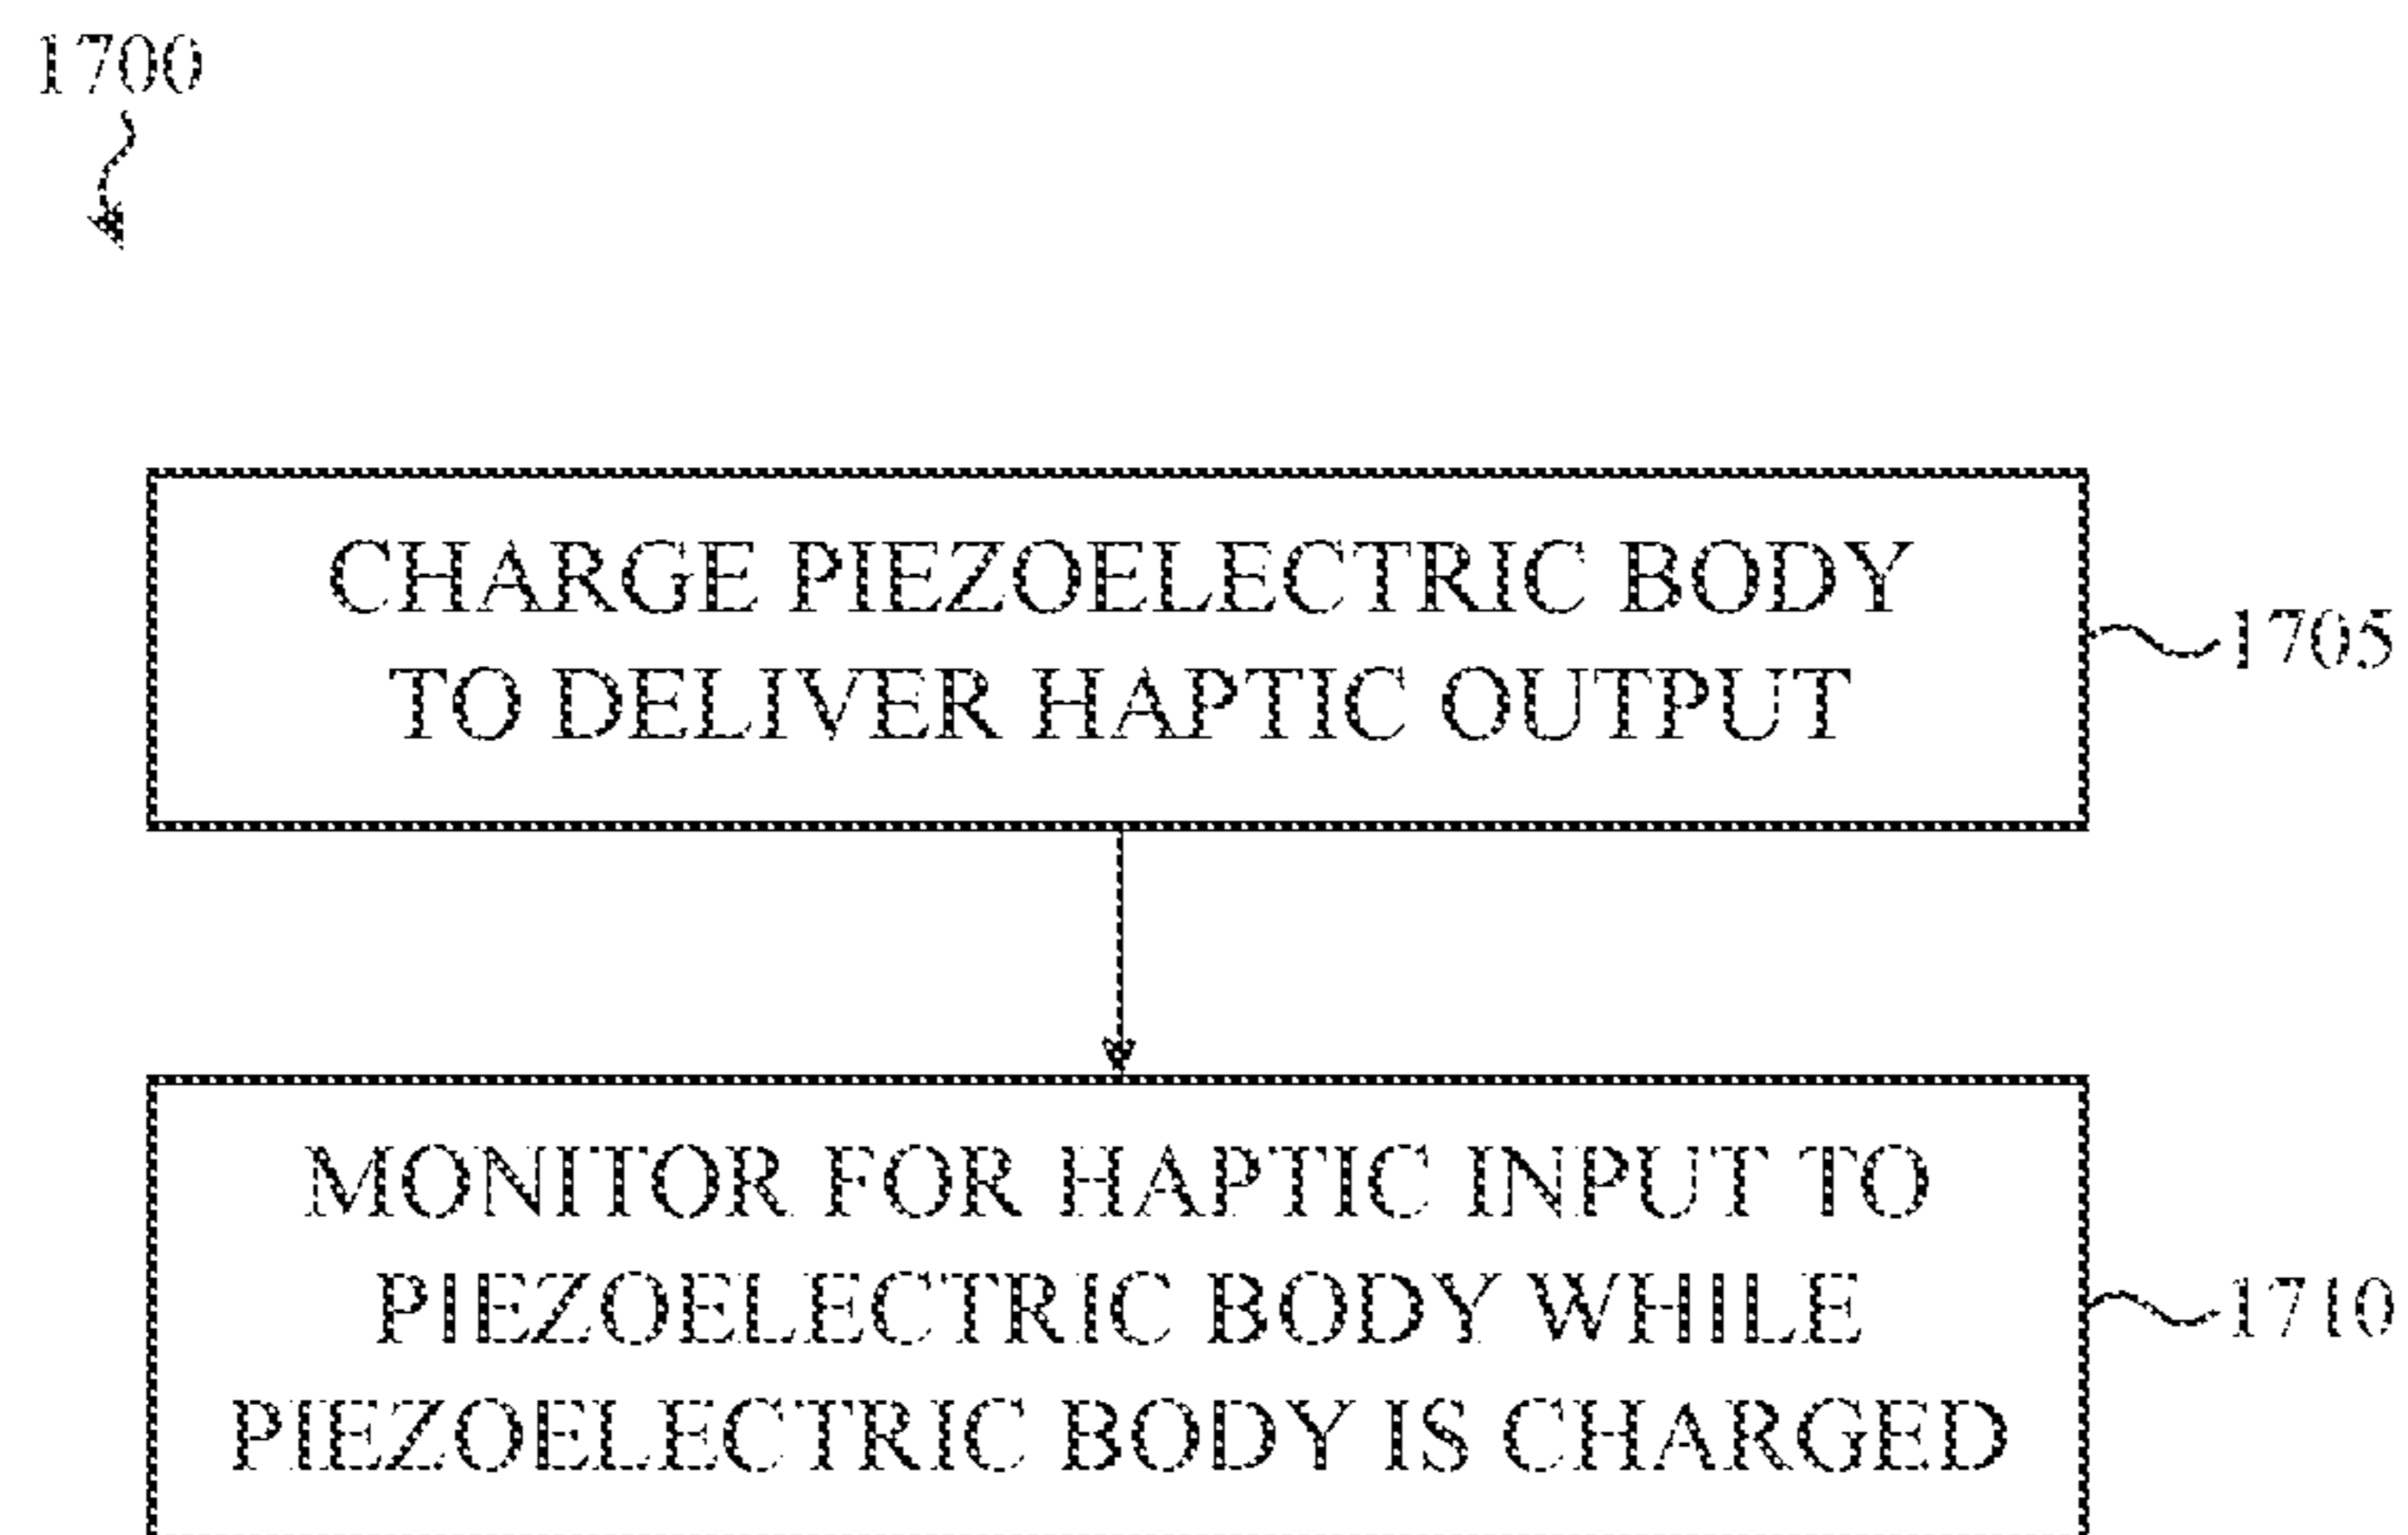 1700
CHARGE PIEZOELECTRIC BODY
TO DELIVER HAPTIC OUTPUT
1705
MONITOR FOR HAPTIC INPUT TO
PIEZOELECTRIC BODY WHILE
PIEZOELECTRIC BODY IS CHARGED
1710